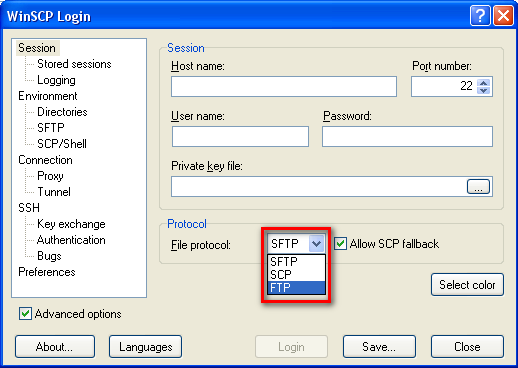 WinSCP Login
Session
Stored sessions
Logging
Environment
Directories
SFTP
SCP/Shell
Connection
Proxy
Tunnel
SSH
Key exchange
Authentication
Bugs
Preferences
Advanced options
Session
Host name:
Port number:
22
User name:
Password:
Private key file:
...
Protocol
File protocol:
SFTP
Allow SCP fallback
SFTP
SCP
FTP
Select color
About...
Languages
Login
Save...
Close